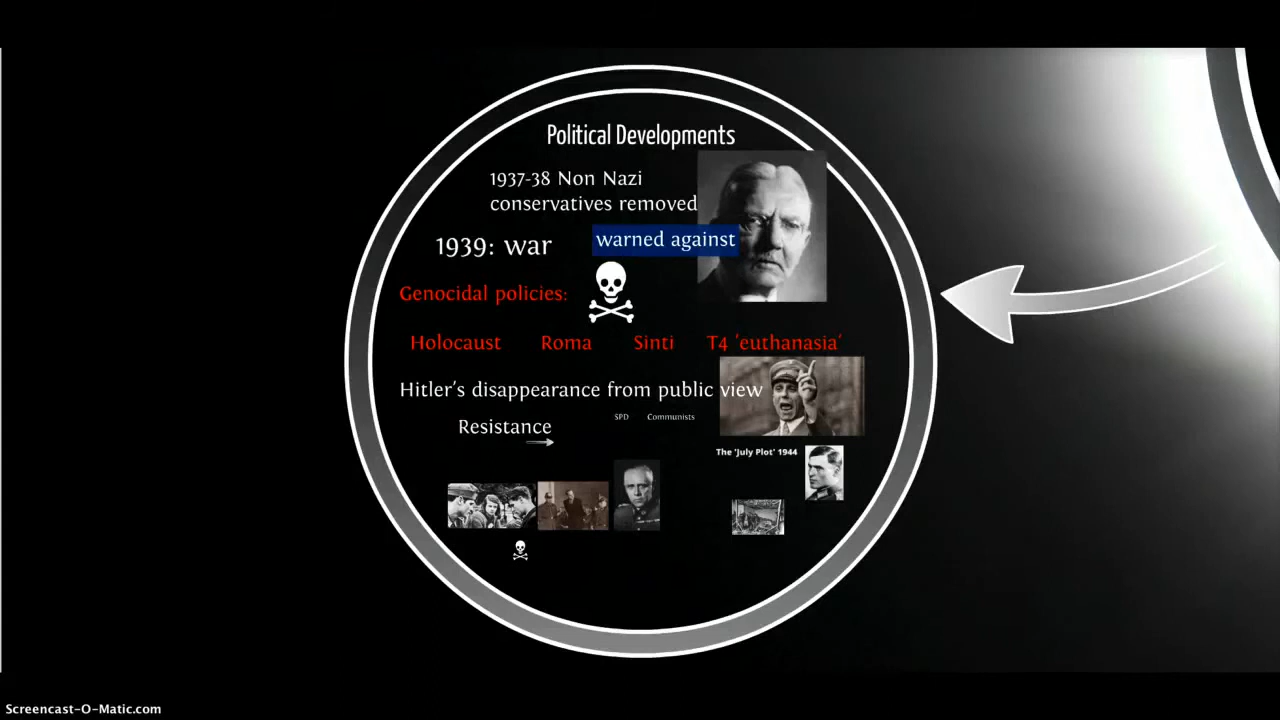 Political Developments
1937-38 Non Nazi
conservatives removed
1939: war
warned against
Genocidal policies:
Holocaust Roma Sinti T4 'euthanasia'
Hitler's disappearance from public view
SPD Communists
Resistance
The 'July Plot' 1944
Screencast-O-Matic.com